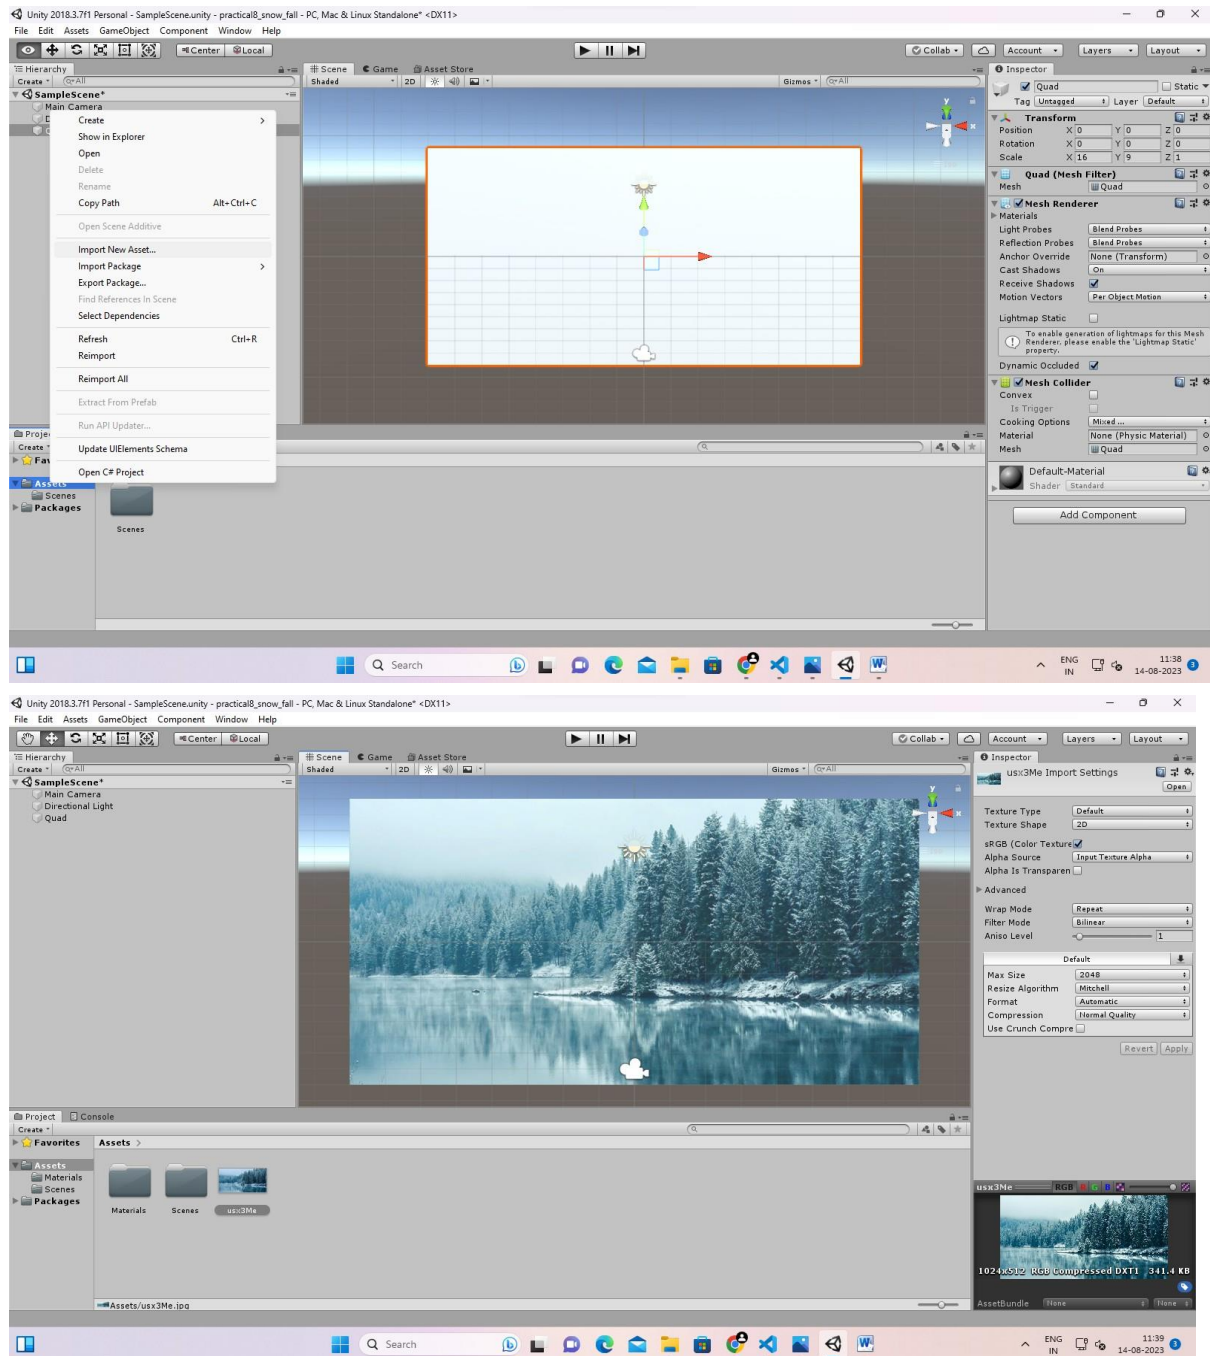 Unity 2018.3.7f1 Personal - SampleScene.unity - practical8_snow_fall - PC, Mac & Linux Standalone* <DX11>
File Edit Assets GameObject Component Window Help
Center Local
Collab Account Layers Layout
Hierarchy
Create All
SampleScene*
Main Camera
Create
Show in Explorer
Open
Delete
Rename
Copy Path Alt+Ctrl+C
Open Scene Additive
Import New Asset...
Import Package
Export Package...
Find References In Scene
Select Dependencies
Refresh Ctrl+R
Reimport
Reimport All
Extract From Prefab
Run API Updater...
Update UIElements Schema
Open C# Project
Scene Game Asset Store
Shaded 2D Gizmos All
y
x
Inspector
Quad Static
Tag Untagged Layer Default
Transform
Position X 0 Y 0 Z 0
Rotation X 0 Y 0 Z 0
Scale X 16 Y 9 Z 1
Quad (Mesh Filter)
Mesh Quad
Mesh Renderer
Materials
Light Probes Blend Probes
Reflection Probes Blend Probes
Anchor Override None (Transform)
Cast Shadows On
Receive Shadows
Motion Vectors Per Object Motion
Lightmap Static
To enable generation of lightmaps for this Mesh
Renderer, please enable the 'Lightmap Static'
property.
Dynamic Occluded
Mesh Collider
Convex
Is Trigger
Cooking Options Mixed ...
Material None (Physic Material)
Mesh Quad
Default-Material
Shader Standard
Add Component
Proje
Create
Fav
Assets
Scenes
Packages
Scenes
Search
ENG
IN
11:38
14-08-2023
3
Unity 2018.3.7f1 Personal - SampleScene.unity - practical8_snow_fall - PC, Mac & Linux Standalone* <DX11>
File Edit Assets GameObject Component Window Help
Center Local
Collab Account Layers Layout
Hierarchy
Create All
SampleScene*
Main Camera
Directional Light
Quad
Scene Game Asset Store
Shaded 2D Gizmos All
y
x
Inspector
usx3Me Import Settings
Open
Texture Type Default
Texture Shape 2D
sRGB (Color Texture
Alpha Source Input Texture Alpha
Alpha Is Transparen
Advanced
Wrap Mode Repeat
Filter Mode Bilinear
Aniso Level 1
Default
Max Size 2048
Resize Algorithm Mitchell
Format Automatic
Compression Normal Quality
Use Crunch Compre
Revert Apply
Project Console
Create
Favorites
Assets
Materials
Scenes
Packages
Assets >
Materials Scenes usx3Me
Assets/usx3Me.jpg
usx3Me RGB R G B
1024x512 RGB Compressed DXT1 341.4 KB
AssetBundle None None
Search
ENG
IN
11:39
14-08-2023
3